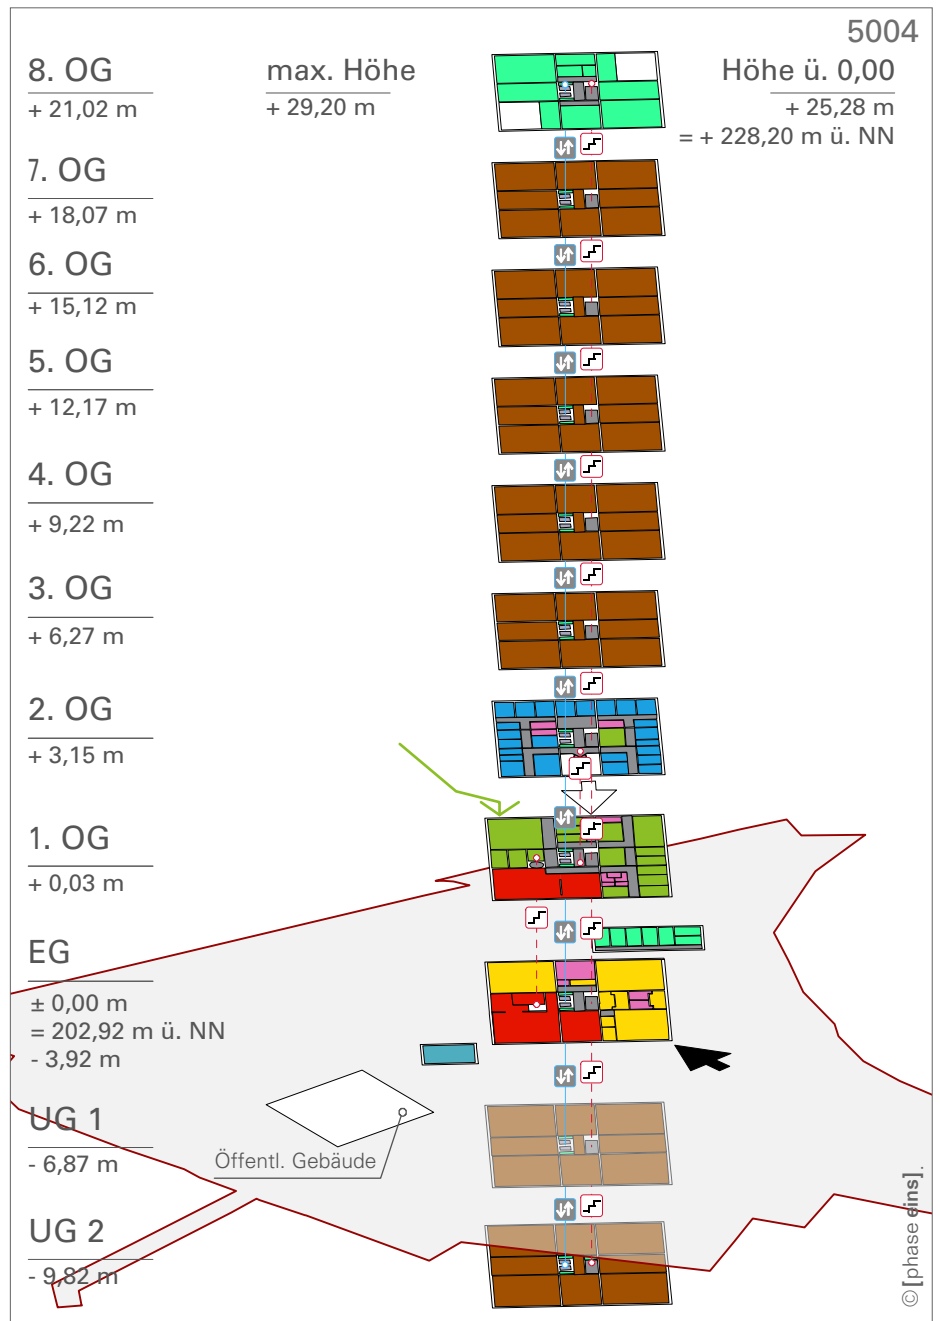 5004
8. OG
+ 21,02 m
max. Höhe
+ 29,20 m
Höhe ü. 0,00
+ 25,28 m
= + 228,20 m ü. NN
7. OG
+ 18,07 m
6. OG
+ 15,12 m
5. OG
+ 12,17 m
4. OG
+ 9,22 m
3. OG
+ 6,27 m
2. OG
+ 3,15 m
1. OG
+ 0,03 m
EG
± 0,00 m
= 202,92 m ü. NN
- 3,92 m
UG 1
- 6,87 m
Öffentl. Gebäude
UG 2
- 9,82 m
© [phase eins].